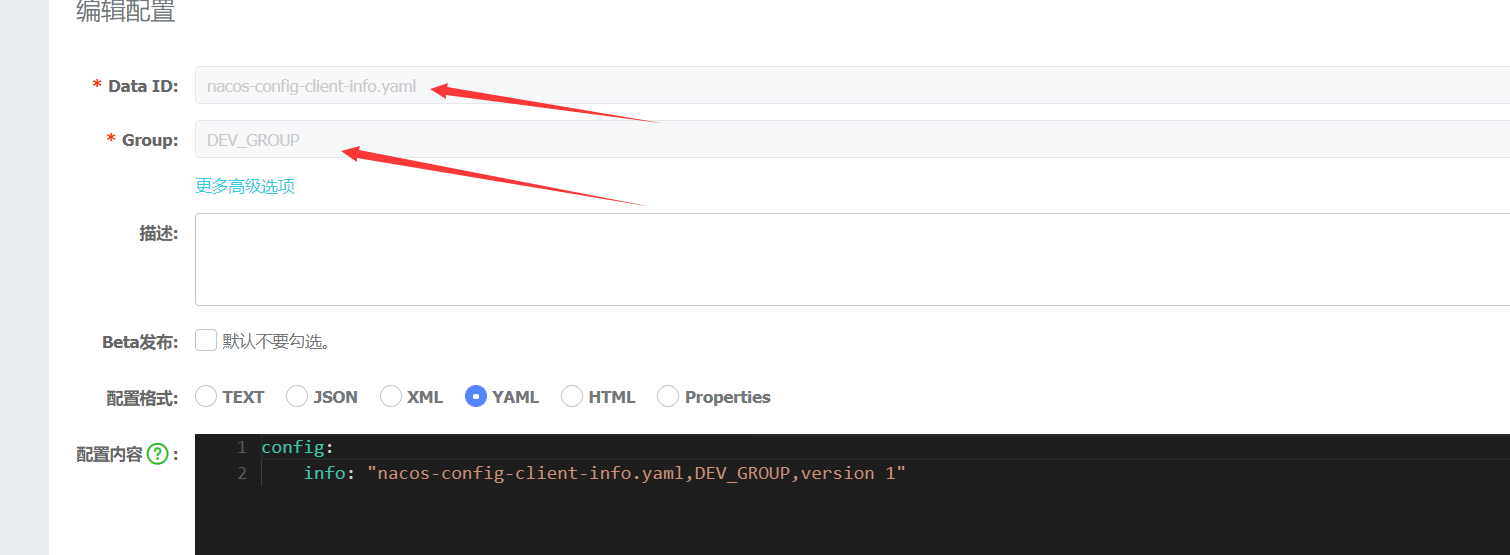 编辑配置
* Data ID: nacos-config-client-info.yaml
* Group: DEV_GROUP
更多高级选项
描述:
Beta发布: 默认不要勾选。
配置格式: TEXT JSON XML YAML HTML Properties
配置内容 ? :
1 config:
2 info: "nacos-config-client-info.yaml,DEV_GROUP,version 1"